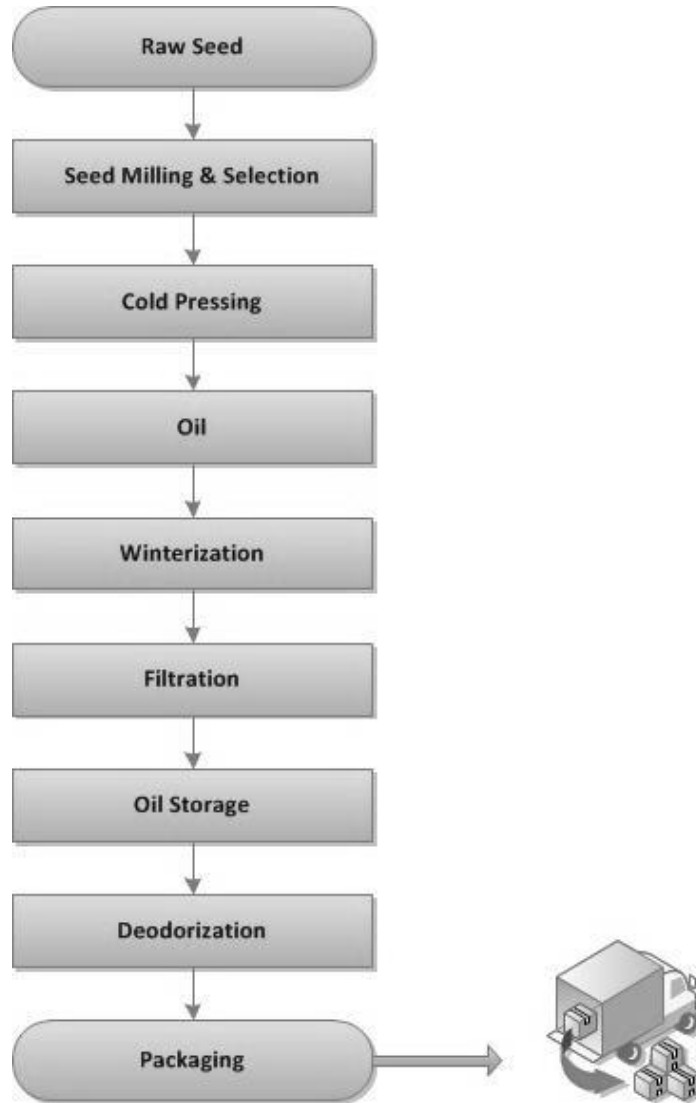 Raw Seed
Seed Milling & Selection
Cold Pressing
Oil
Winterization
Filtration
Oil Storage
Deodorization
Packaging